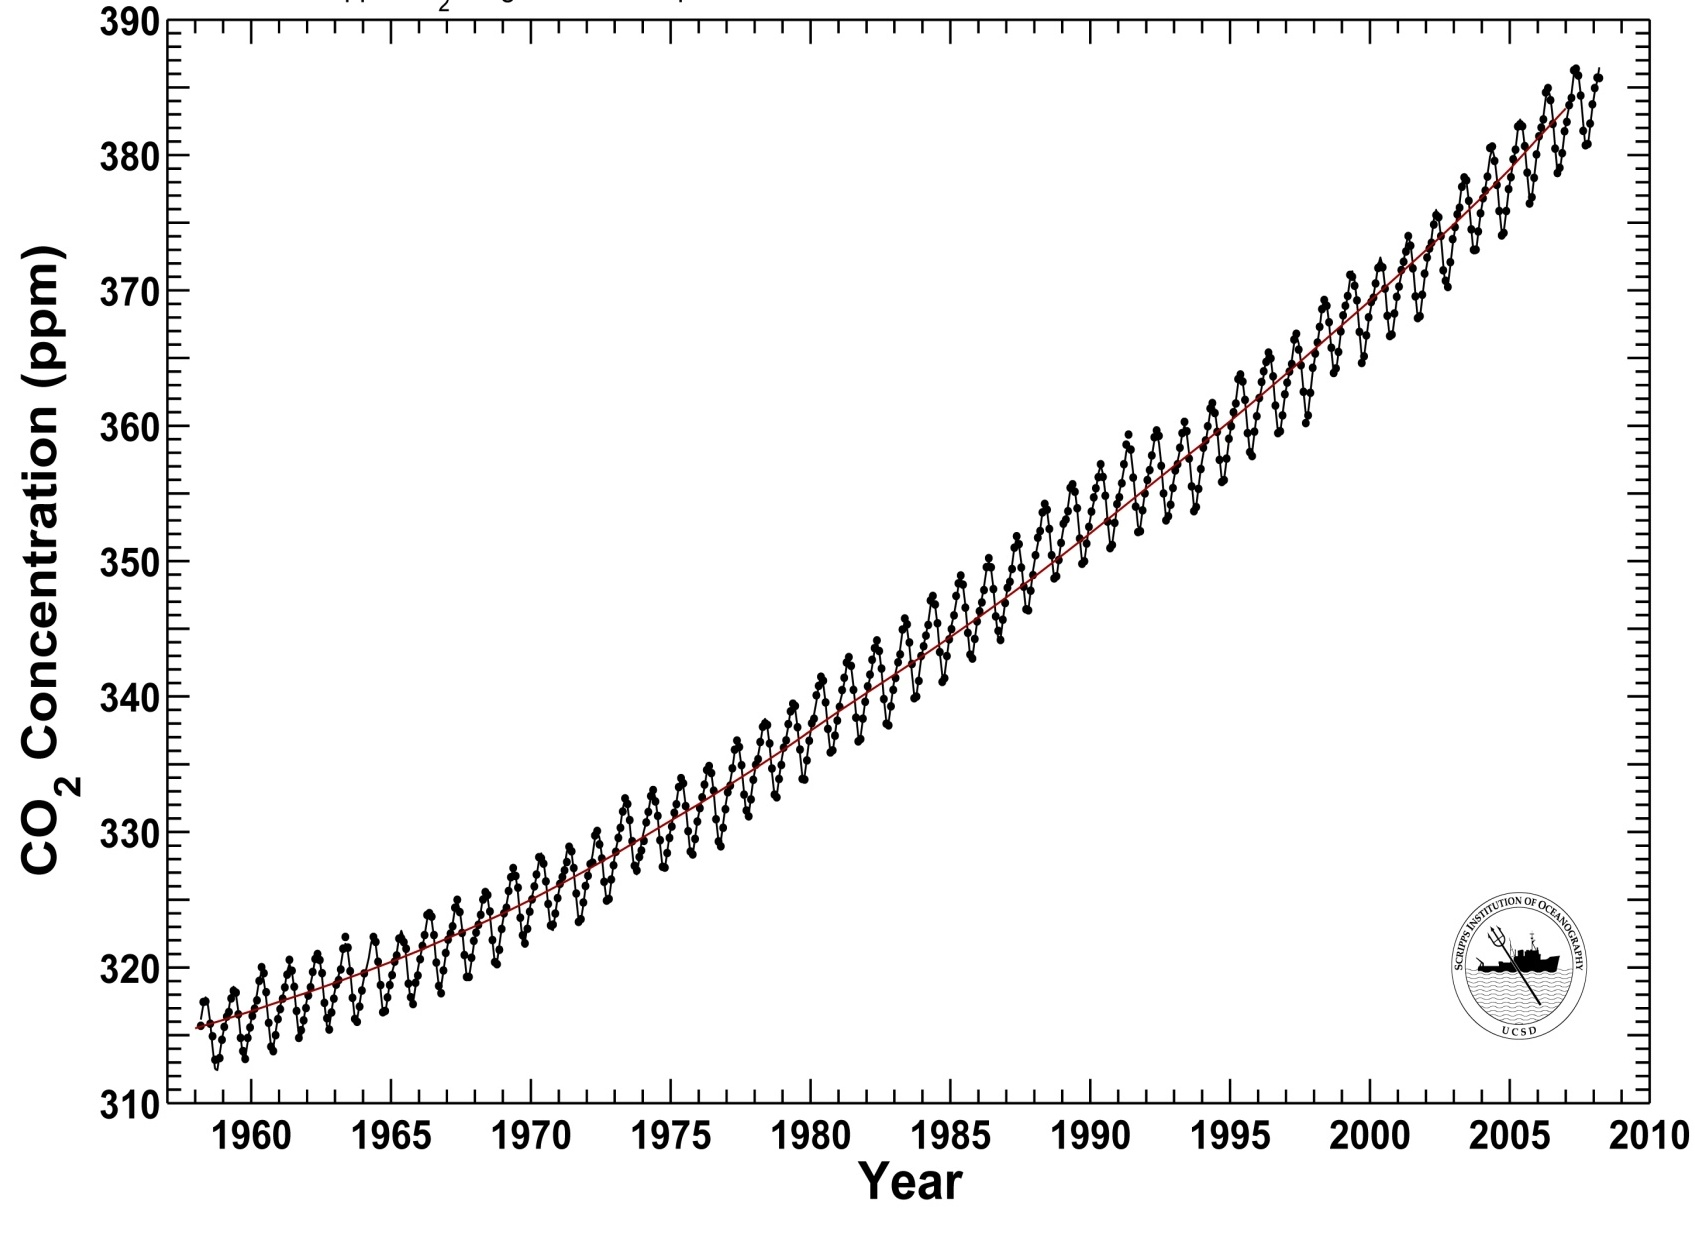 390
380
370
360
350
340
330
320
310
CO2 Concentration (ppm)
1960 1965 1970 1975 1980 1985 1990 1995 2000 2005 2010
Year
SCRIPPS INSTITUTION OF OCEANOGRAPHY
UCSD